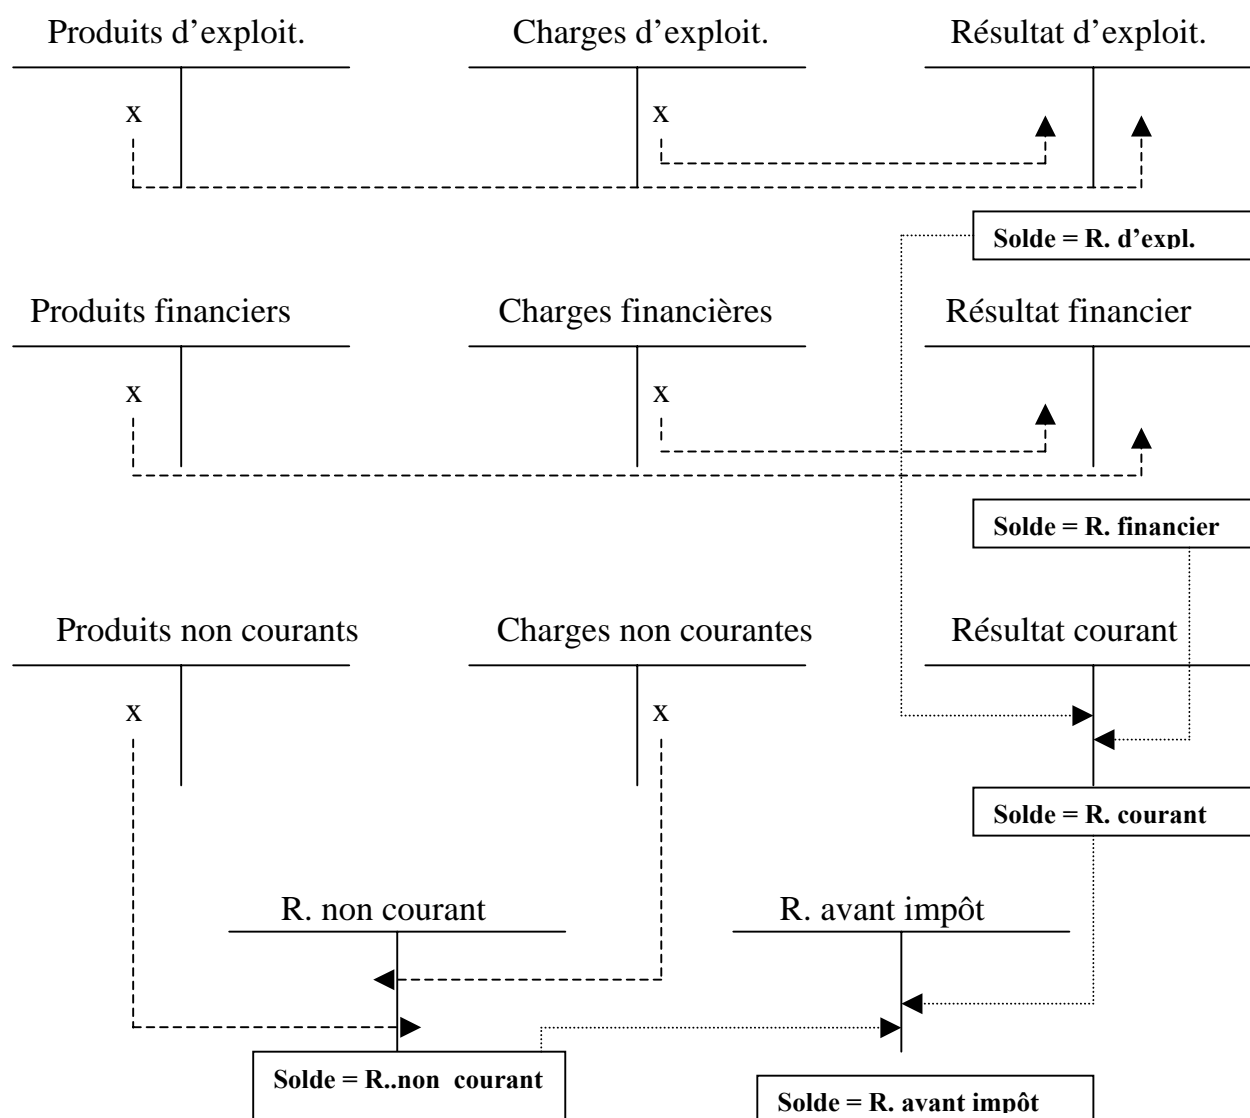 Produits d’exploit. Charges d’exploit. Résultat d’exploit.
x x
Solde = R. d’expl.
Produits financiers Charges financières Résultat financier
x x
Solde = R. financier
Produits non courants Charges non courantes Résultat courant
x x
Solde = R. courant
R. non courant R. avant impôt
Solde = R..non courant
Solde = R. avant impôt